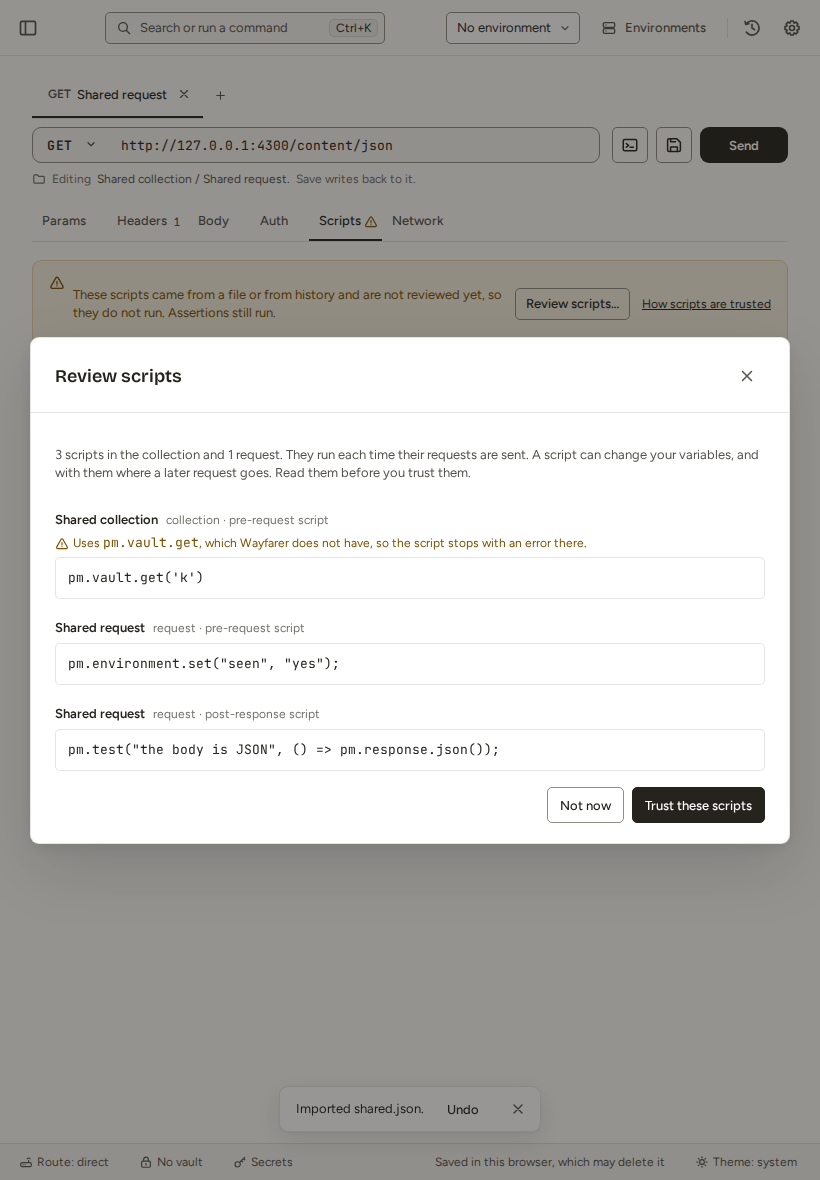 Search or run a command Ctrl+K No environment Environments
GET Shared request
GET http://127.0.0.1:4300/content/json Send
Editing Shared collection / Shared request. Save writes back to it.
Params Headers 1 Body Auth Scripts Network
These scripts came from a file or from history and are not reviewed yet, so
they do not run. Assertions still run.
Review scripts... How scripts are trusted
Review scripts
3 scripts in the collection and 1 request. They run each time their requests are sent. A script can change your variables, and
with them where a later request goes. Read them before you trust them.
Shared collection collection · pre-request script
Uses pm.vault.get, which Wayfarer does not have, so the script stops with an error there.
pm.vault.get('k')
Shared request request · pre-request script
pm.environment.set("seen", "yes");
Shared request request · post-response script
pm.test("the body is JSON", () => pm.response.json());
Not now Trust these scripts
Imported shared.json. Undo
Route: direct No vault Secrets Saved in this browser, which may delete it Theme: system